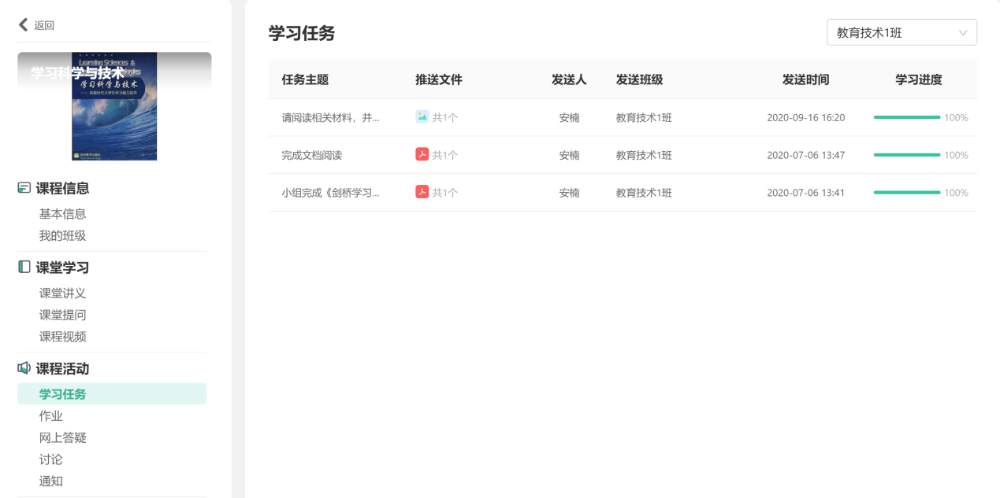 返回
学习科学与技术
Learning Sciences &
学习科学与技术
课程信息
基本信息
我的班级
课堂学习
课堂讲义
课堂提问
课程视频
课程活动
学习任务
作业
网上答疑
讨论
通知
学习任务
教育技术1班
任务主题 推送文件 发送人 发送班级 发送时间 学习进度
请阅读相关材料，并... 共1个 安楠 教育技术1班 2020-09-16 16:20 100%
完成文档阅读 共1个 安楠 教育技术1班 2020-07-06 13:47 100%
小组完成《剑桥学习... 共1个 安楠 教育技术1班 2020-07-06 13:41 100%